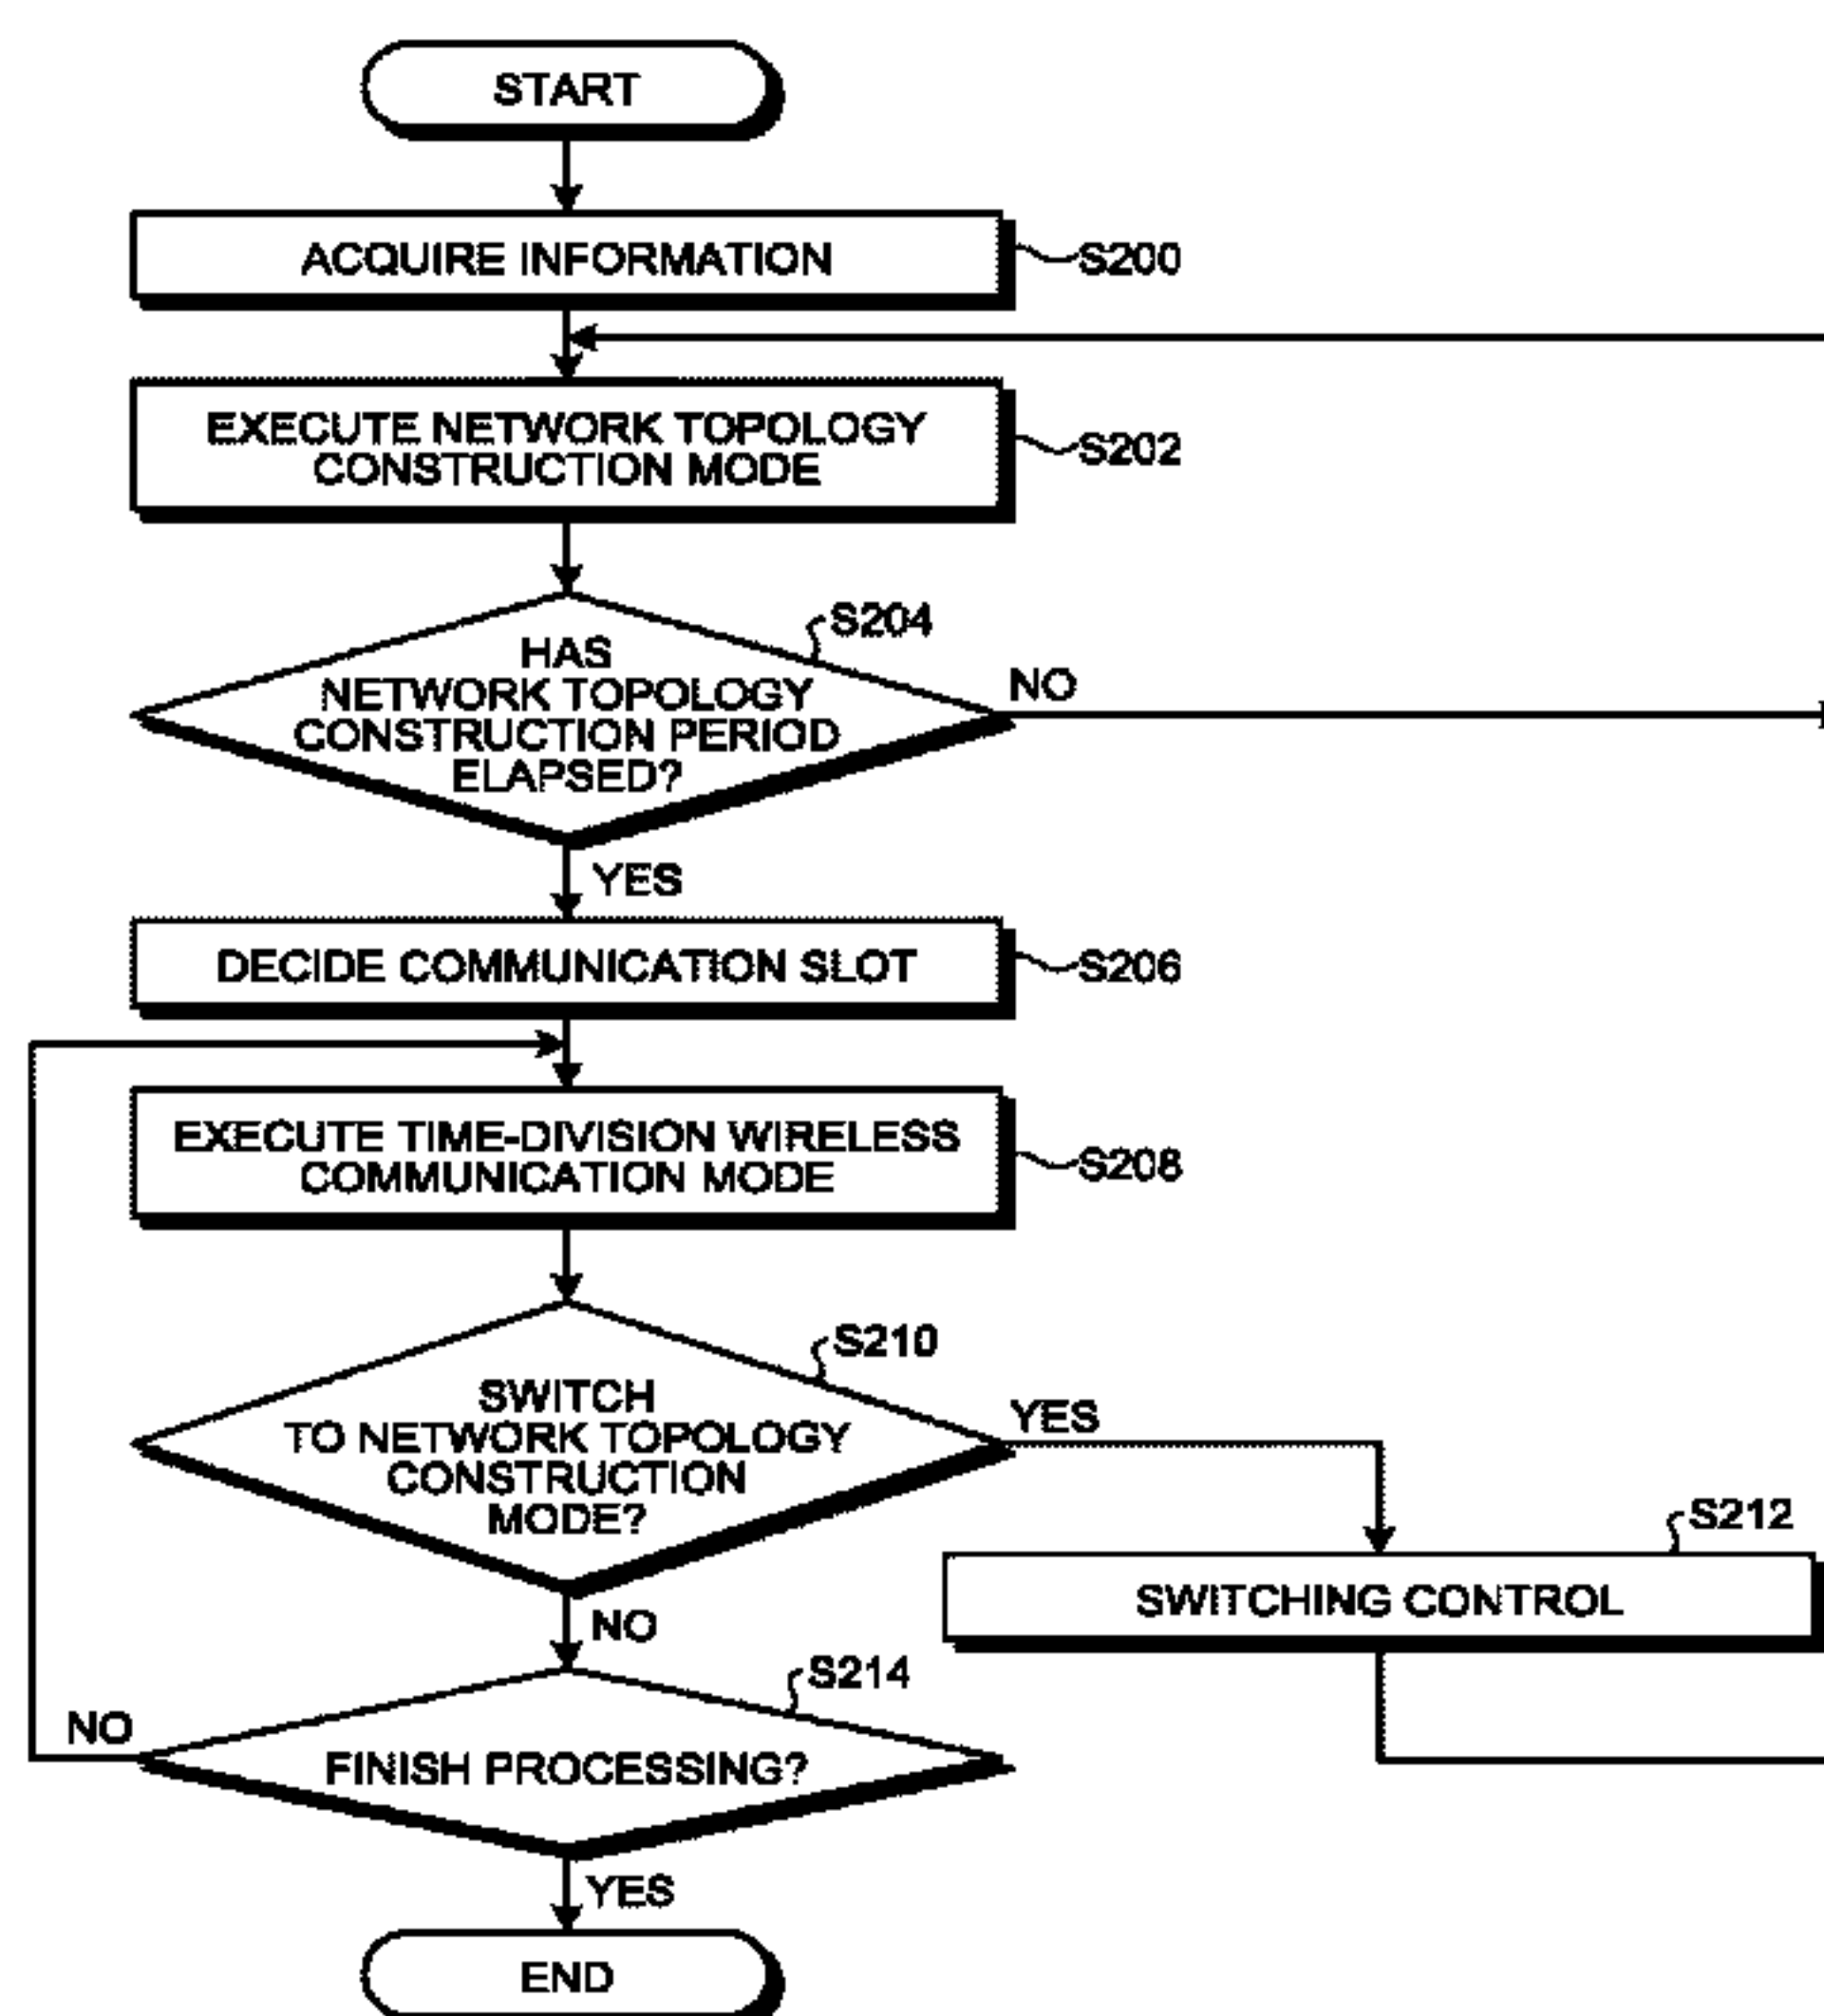 START
ACQUIRE INFORMATION
S200
EXECUTE NETWORK TOPOLOGY
CONSTRUCTION MODE
S202
S204
HAS
NETWORK TOPOLOGY
CONSTRUCTION PERIOD
ELAPSED?
NO
YES
DECIDE COMMUNICATION SLOT
S206
EXECUTE TIME-DIVISION WIRELESS
COMMUNICATION MODE
S208
S210
SWITCH
TO NETWORK TOPOLOGY
CONSTRUCTION
MODE?
YES
S212
SWITCHING CONTROL
NO
S214
NO
FINISH PROCESSING?
YES
END